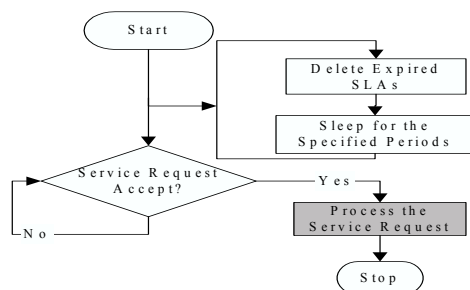 Start
Delete Expired
SLAs
Sleep for the
Specified Periods
Service Request
Accept?
Yes
No
Process the
Service Request
Stop